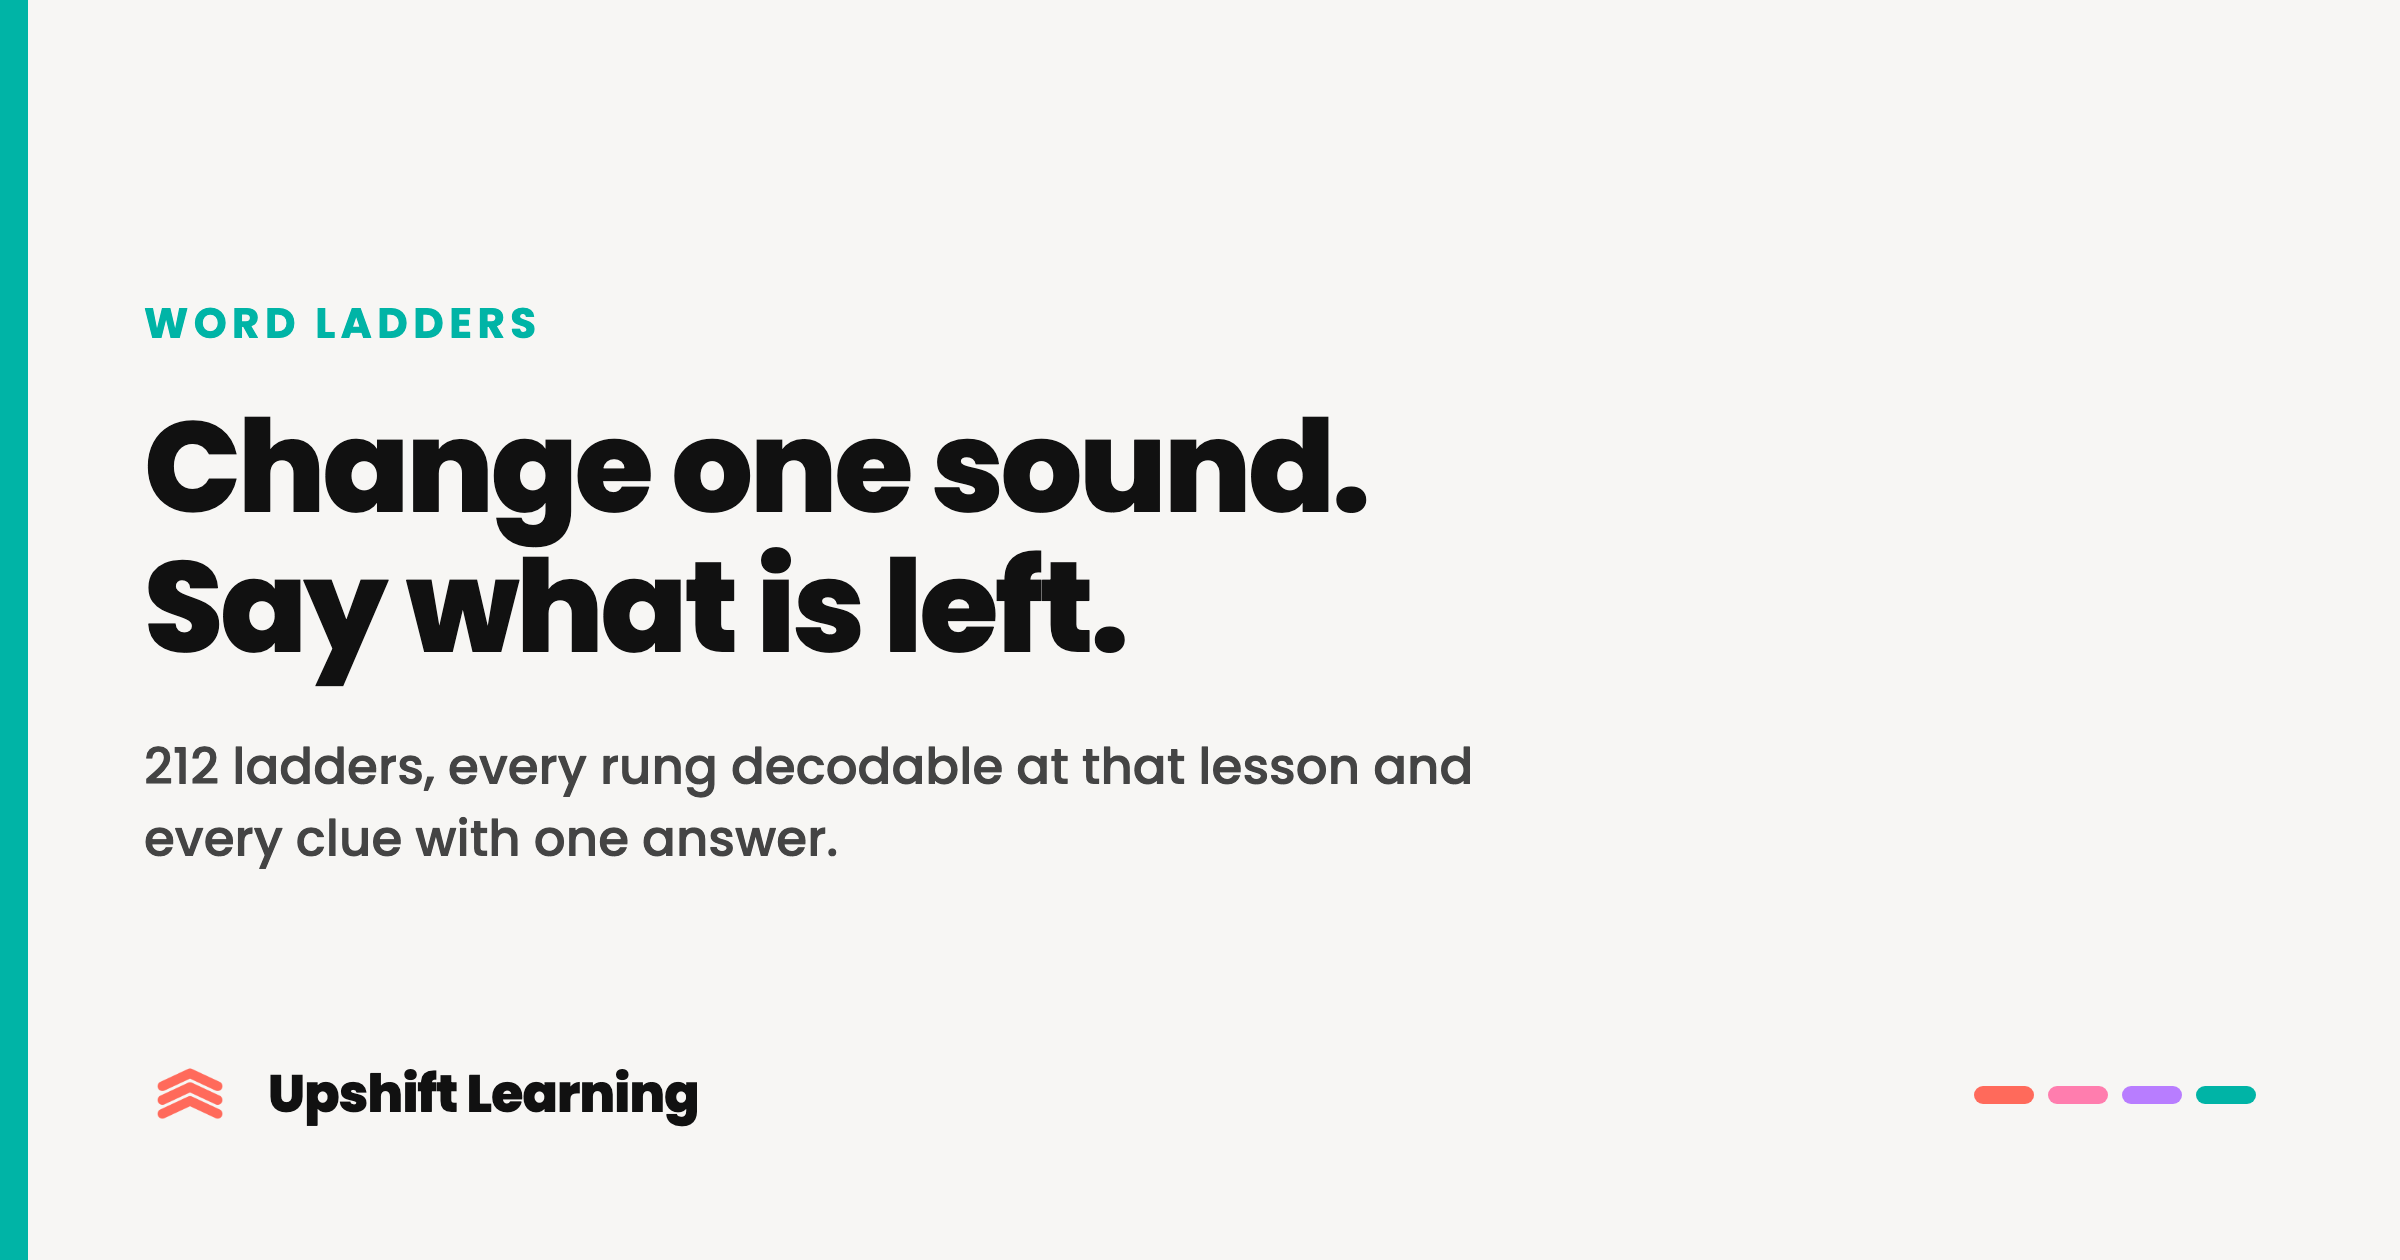 WORD LADDERS
Change one sound.
Say what is left.
212 ladders, every rung decodable at that lesson and
every clue with one answer.
Upshift Learning